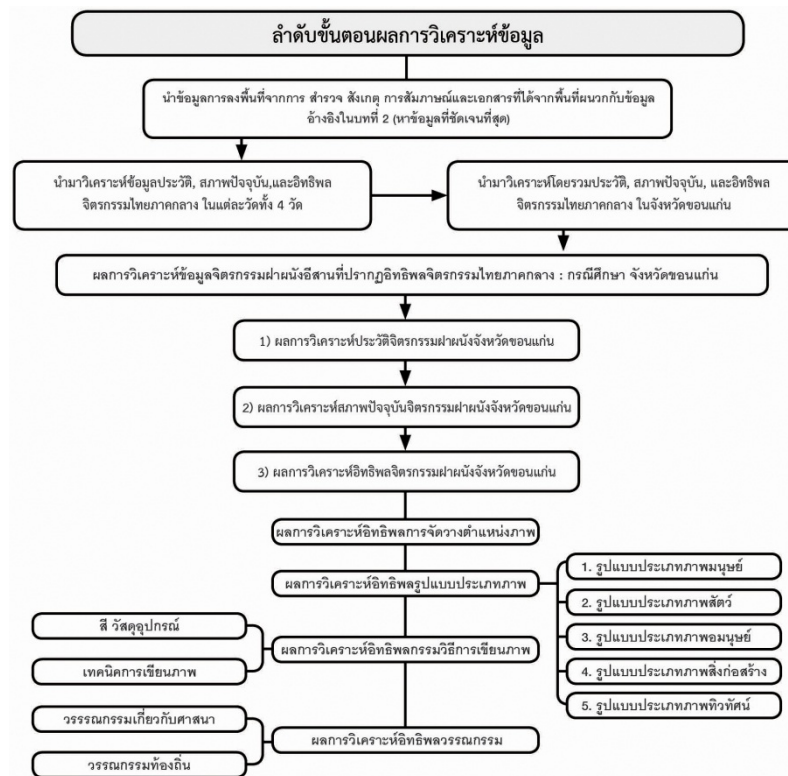 ลำดับขั้นตอนผลการวิเคราะห์ข้อมูล
นำข้อมูลการลงพื้นที่จากการ สำรวจ สังเกตุ การสัมภาษณ์และเอกสารที่ได้จากพื้นที่ผนวกกับข้อมูล
อ้างอิงในบทที่ 2 (หาข้อมูลที่ชัดเจนที่สุด)
นำมาวิเคราะห์ข้อมูลประวัติ, สภาพปัจจุบัน,และอิทธิพล
จิตรกรรมไทยภาคกลาง ในแต่ละวัดทั้ง 4 วัด
นำมาวิเคราะห์โดยรวมประวัติ, สภาพปัจจุบัน, และอิทธิพล
จิตรกรรมไทยภาคกลาง ในจังหวัดขอนแก่น
ผลการวิเคราะห์ข้อมูลจิตรกรรมฝาผนังอีสานที่ปรากฏอิทธิพลจิตรกรรมไทยภาคกลาง : กรณีศึกษา จังหวัดขอนแก่น
1) ผลการวิเคราะห์ประวัติจิตรกรรมฝาผนังจังหวัดขอนแก่น
2) ผลการวิเคราะห์สภาพปัจจุบันจิตรกรรมฝาผนังจังหวัดขอนแก่น
3) ผลการวิเคราะห์อิทธิพลจิตรกรรมฝาผนังจังหวัดขอนแก่น
ผลการวิเคราะห์อิทธิพลการจัดวางตำแหน่งภาพ
ผลการวิเคราะห์อิทธิพลรูปแบบประเภทภาพ
1. รูปแบบประเภทภาพมนุษย์
2. รูปแบบประเภทภาพสัตว์
3. รูปแบบประเภทภาพอมนุษย์
4. รูปแบบประเภทภาพสิ่งก่อสร้าง
5. รูปแบบประเภทภาพทิวทัศน์
สี วัสดุอุปกรณ์
เทคนิคการเขียนภาพ
ผลการวิเคราะห์อิทธิพลกรรมวิธีการเขียนภาพ
วรรรณกรรมเกี่ยวกับศาสนา
วรรณกรรมท้องถิ่น
ผลการวิเคราะห์อิทธิพลวรรณกรรม